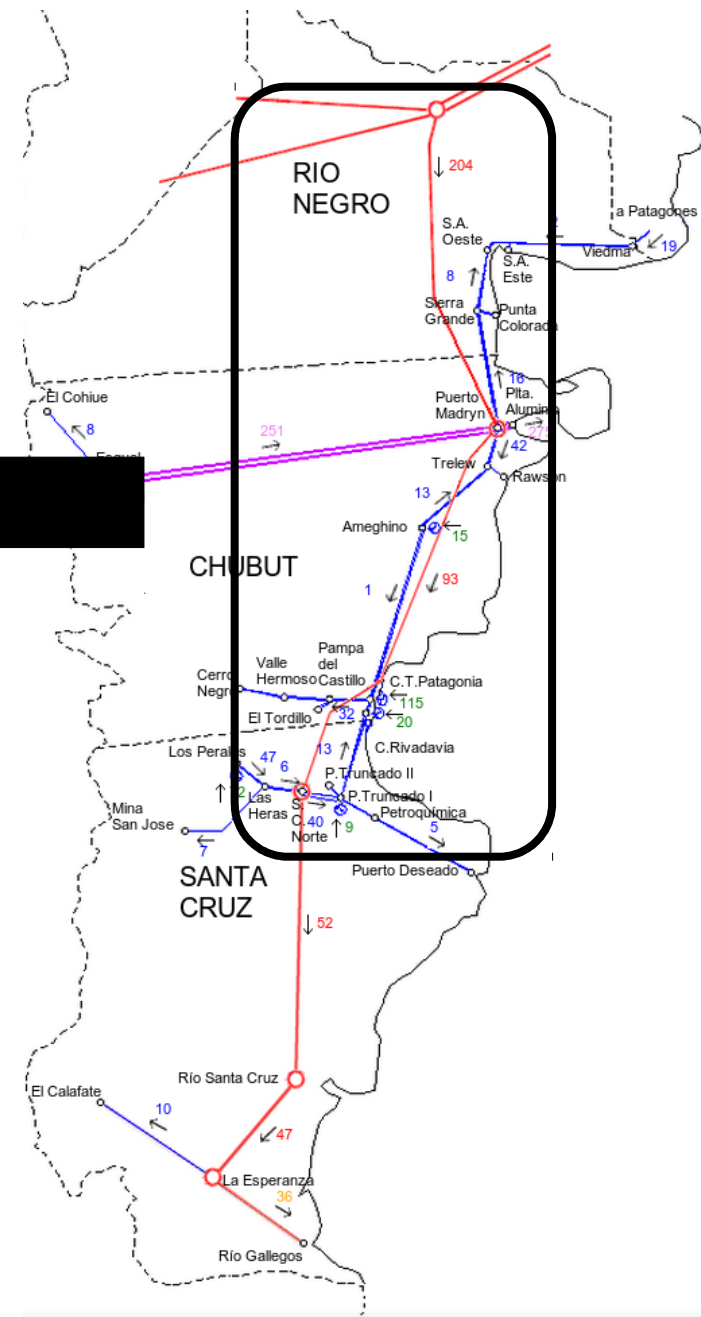 RIO
NEGRO
204
a Patagones
S.A.
Oeste
Viedma
19
S.A.
Este
8
Sierra
Grande
Punta
Colorada
16
El Cohiue
8
Puerto
Madryn
Plta.
251
42
Trelew
Rawson
13
Ameghino
15
CHUBUT
93
1
Pampa
del
Castillo
Valle
Hermoso
Cerro
Negro
C.T.Patagonia
115
El Tordillo
32
20
C.Rivadavia
13
Los Perales
47
6
P.Truncado II
P.Truncado I
Las
Heras
S.
C.
Norte
40
9
Petroquímica
5
Mina
San Jose
7
Puerto Deseado
SANTA
CRUZ
52
Río Santa Cruz
El Calafate
10
47
La Esperanza
36
Río Gallegos